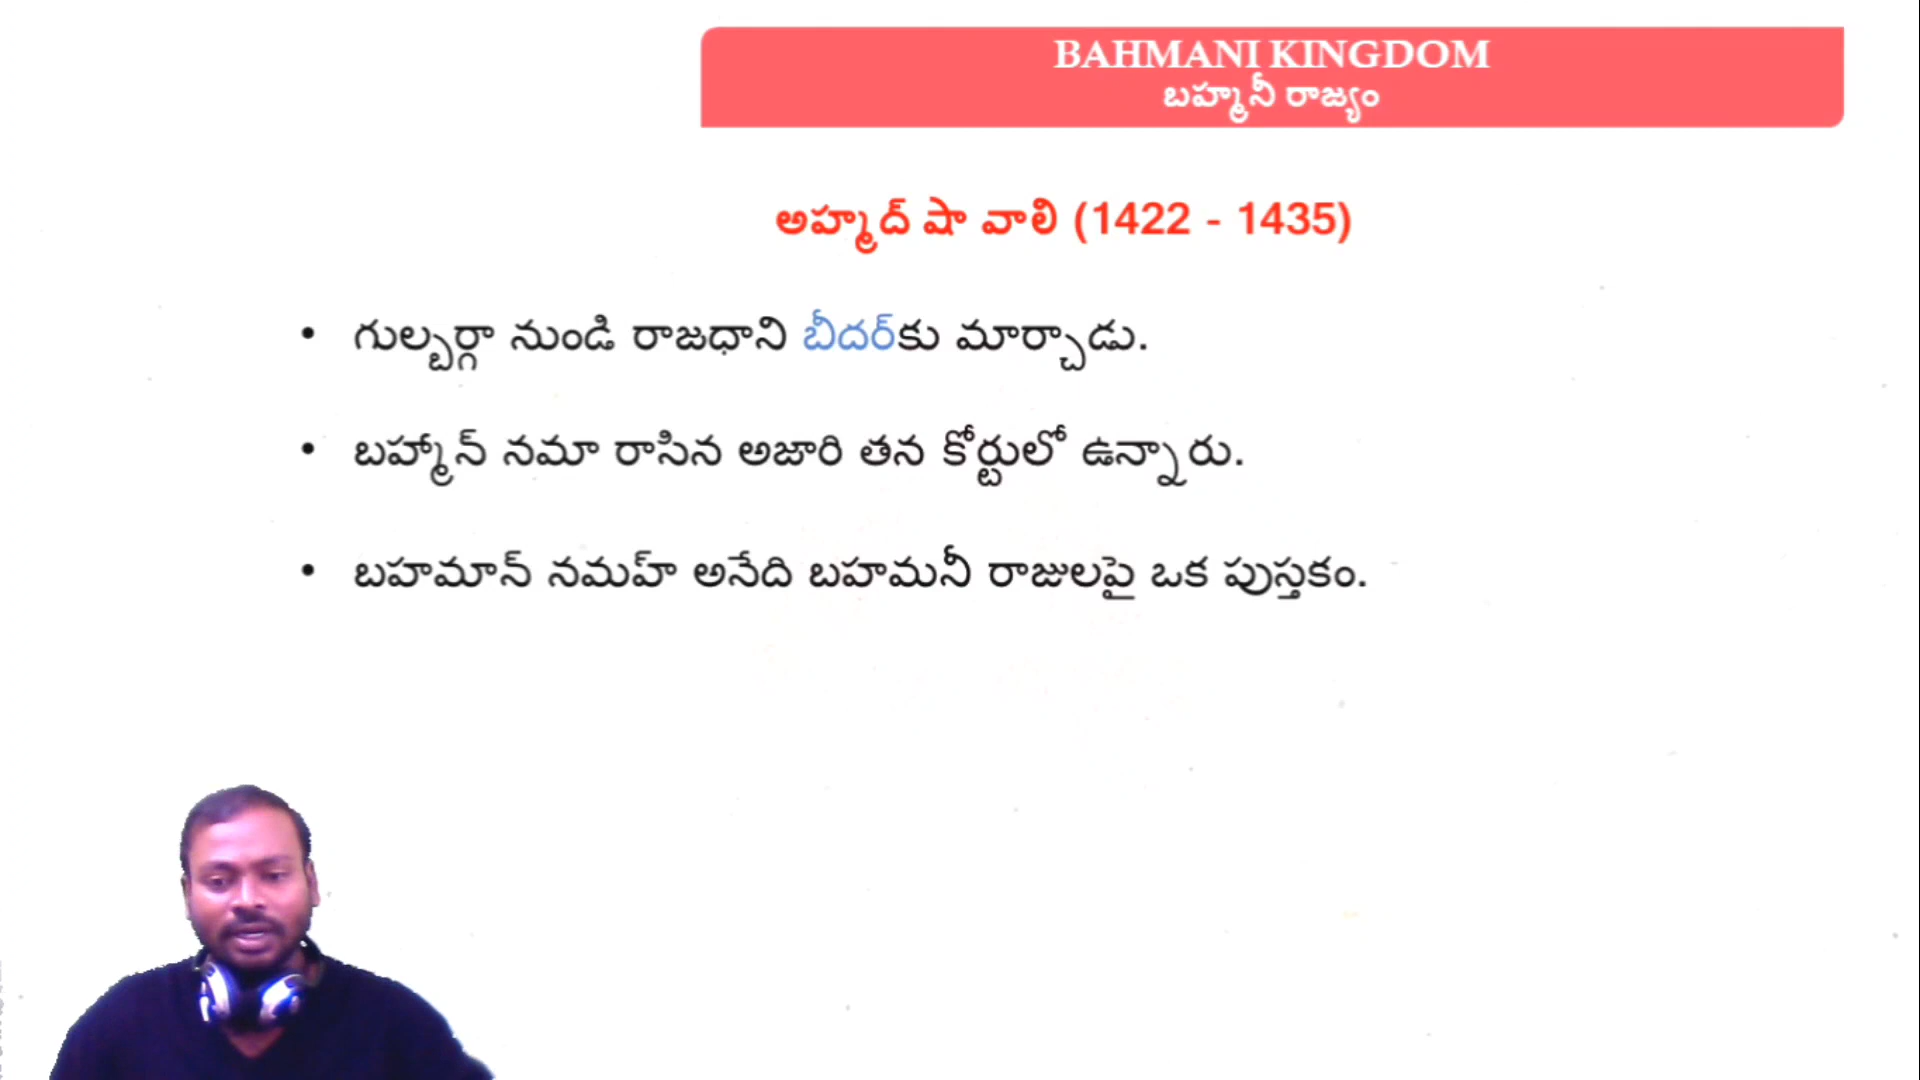 BAHMANI KINGDOM
బహ్మనీ రాజ్యం
అహ్మద్ షా వాలి (1422 - 1435)
• గుల్బర్గా నుండి రాజధాని బీదర్‌కు మార్చాడు.
• బహ్మాన్ నమా రాసిన అజారి తన కోర్టులో ఉన్నారు.
• బహమాన్ నమహ్ అనేది బహమనీ రాజులపై ఒక పుస్తకం.